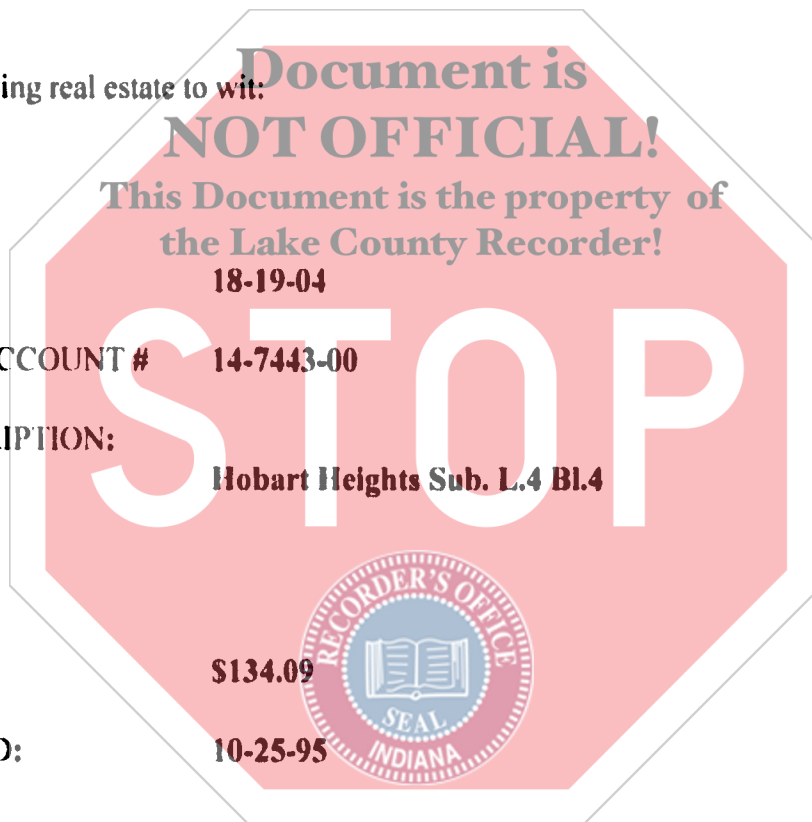 Document is
ing real estate to wit:
NOT OFFICIAL!
This Document is the property of
the Lake County Recorder!
18-19-04
CCOUNT # 14-7443-00
IPTION:
Hobart Heights Sub. L.4 Bl.4
STOP
RECORDER'S OFFICE
$134.09
SEAL
INDIANA
D: 10-25-95